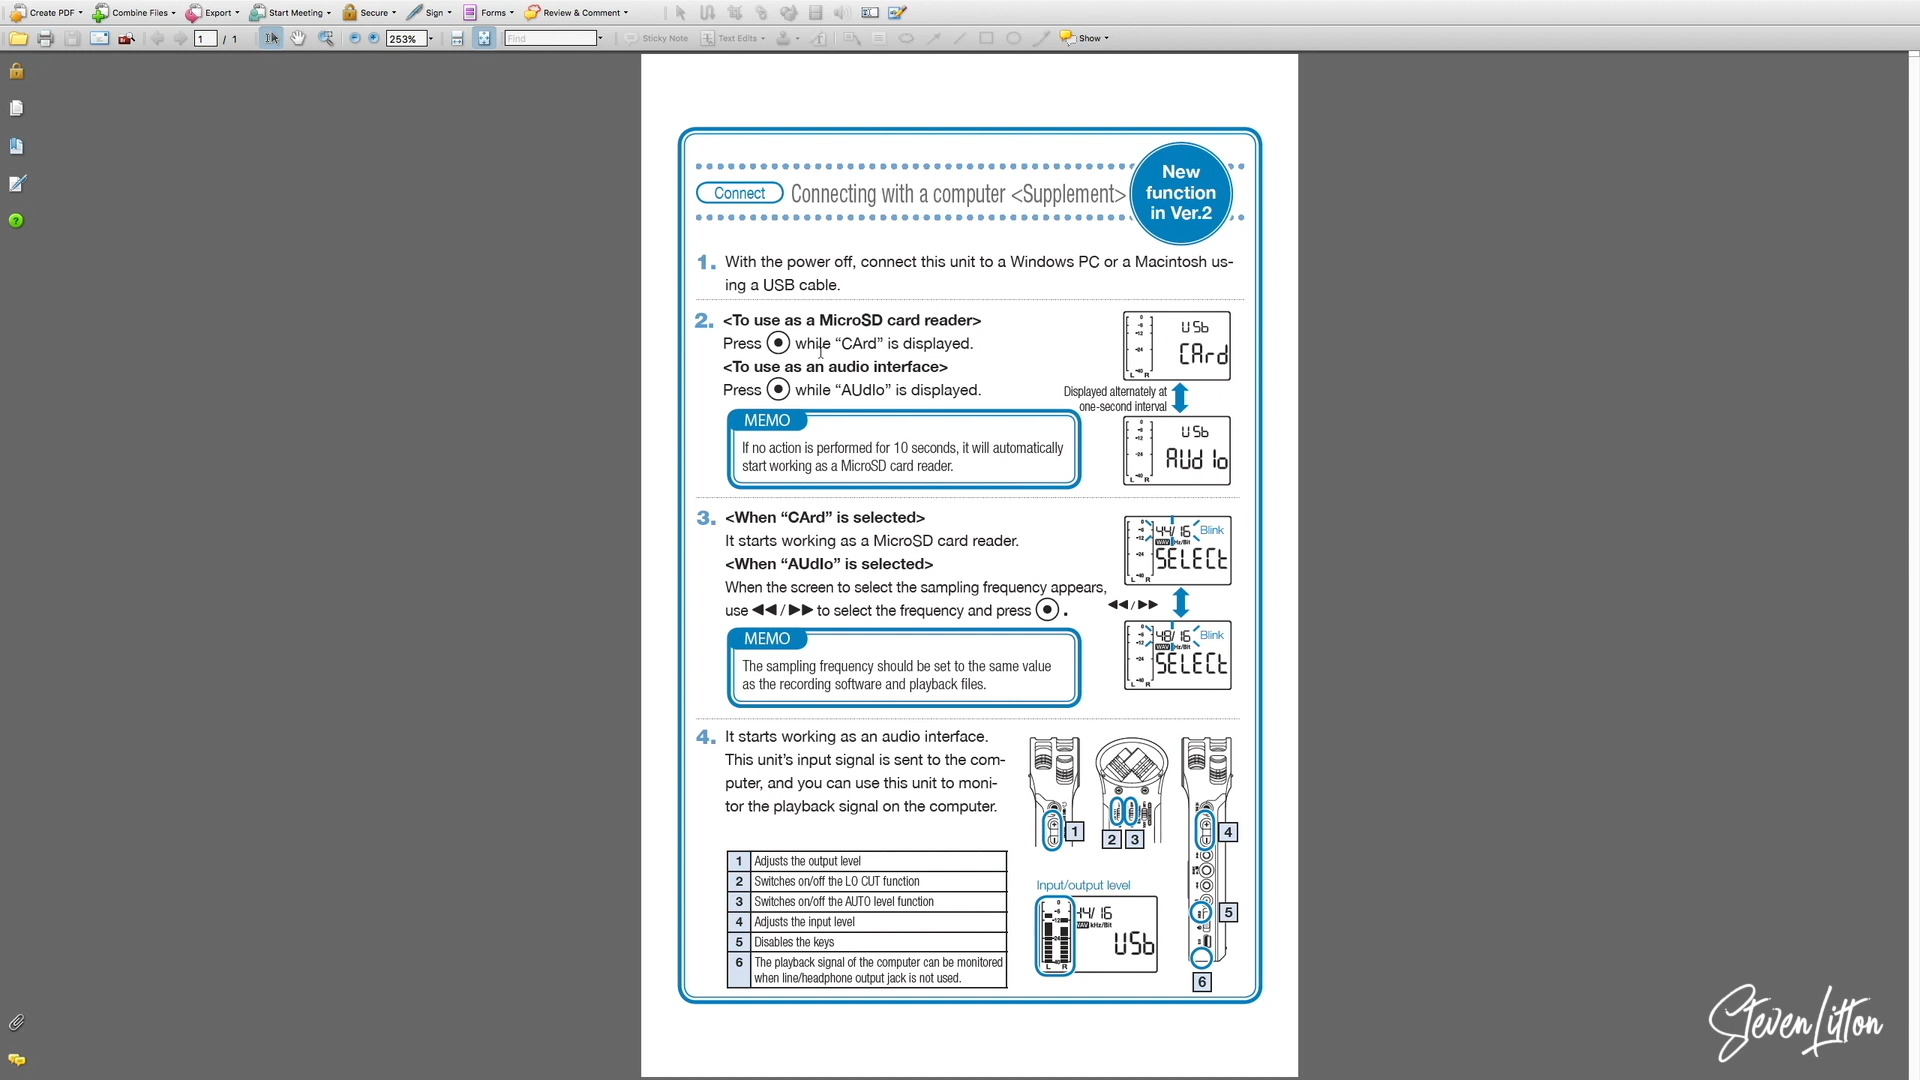 Create PDF Combine Files Export Start Meeting Secure Sign Forms Review & Comment
1 / 1 253% Find Sticky Note Text Edits Show
Connect Connecting with a computer <Supplement>
New
function
in Ver.2
1. With the power off, connect this unit to a Windows PC or a Macintosh us-
ing a USB cable.
2. <To use as a MicroSD card reader>
Press while “CArd” is displayed.
<To use as an audio interface>
Press while “AUdIo” is displayed.
USb
CArd
L R
Displayed alternately at
one-second interval
USb
AUdIo
L R
MEMO
If no action is performed for 10 seconds, it will automatically
start working as a MicroSD card reader.
3. <When “CArd” is selected>
It starts working as a MicroSD card reader.
<When “AUdIo” is selected>
When the screen to select the sampling frequency appears,
use ◀◀ / ▶▶ to select the frequency and press .
44/16 Blink
SELECt
L R
◀◀ / ▶▶
48/16 Blink
SELECt
L R
MEMO
The sampling frequency should be set to the same value
as the recording software and playback files.
4. It starts working as an audio interface.
This unit’s input signal is sent to the com-
puter, and you can use this unit to moni-
tor the playback signal on the computer.
1 2 3 4
5
6
1 Adjusts the output level
2 Switches on/off the LO CUT function
3 Switches on/off the AUTO level function
4 Adjusts the input level
5 Disables the keys
6 The playback signal of the computer can be monitored
when line/headphone output jack is not used.
Input/output level
44/16
WAV kHz/Bit
USb
L R
Steven Litton